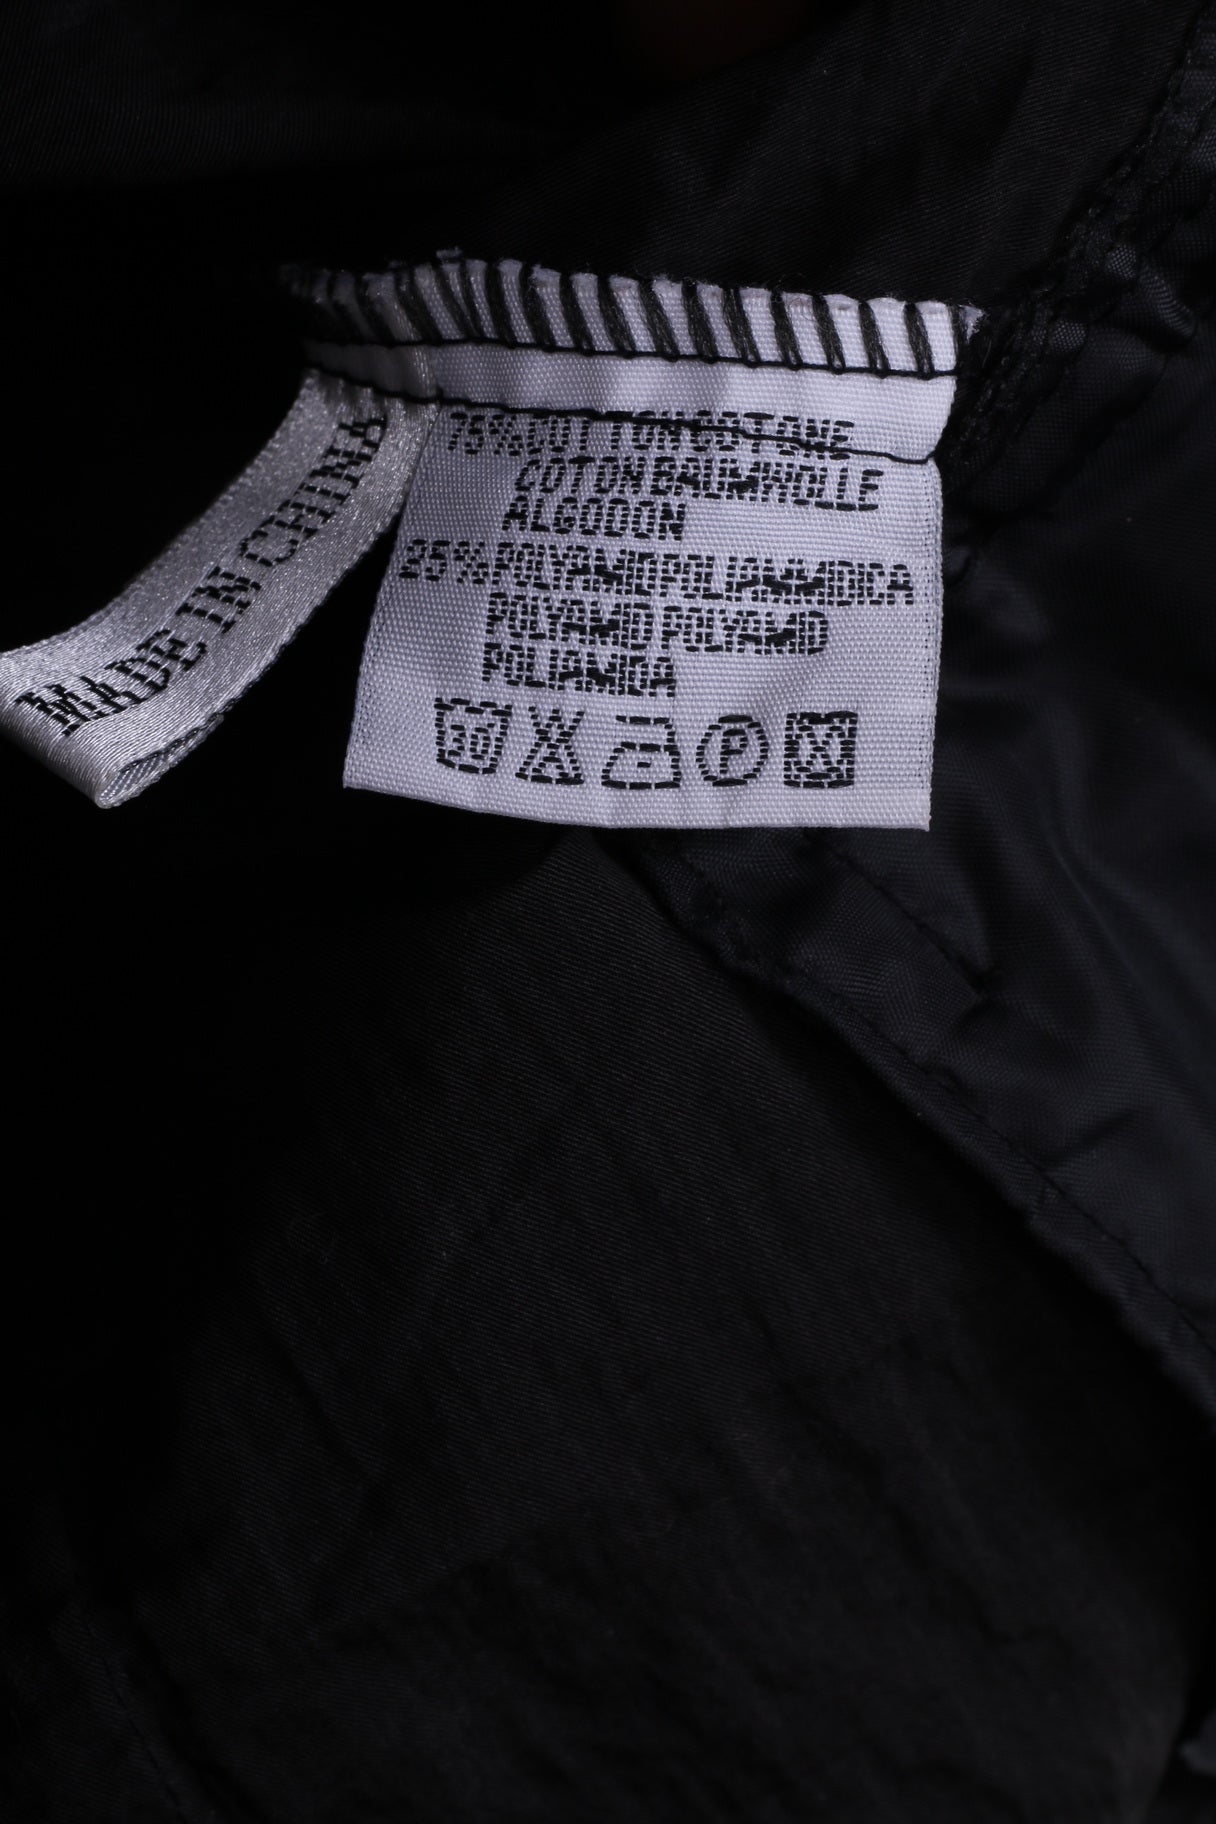 MADE IN CHINA
75% COTTON COTONE
COTON BAUMWOLLE
ALGODON
25% POLYAMID POLIAMMIDICA
POLYAMID POLYAMID
POLIAMIDA
30
P